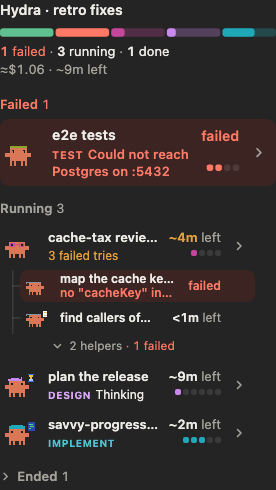 Hydra · retro fixes
1 failed · 3 running · 1 done
≈$1.06 · ~9m left
Failed 1
e2e tests failed
TEST Could not reach
Postgres on :5432
Running 3
cache-tax revie... ~4m left
3 failed tries
map the cache ke... failed
no "cacheKey" in...
find callers of... <1m left
2 helpers · 1 failed
plan the release ~9m left
DESIGN Thinking
savvy-progress... ~2m left
IMPLEMENT
Ended 1